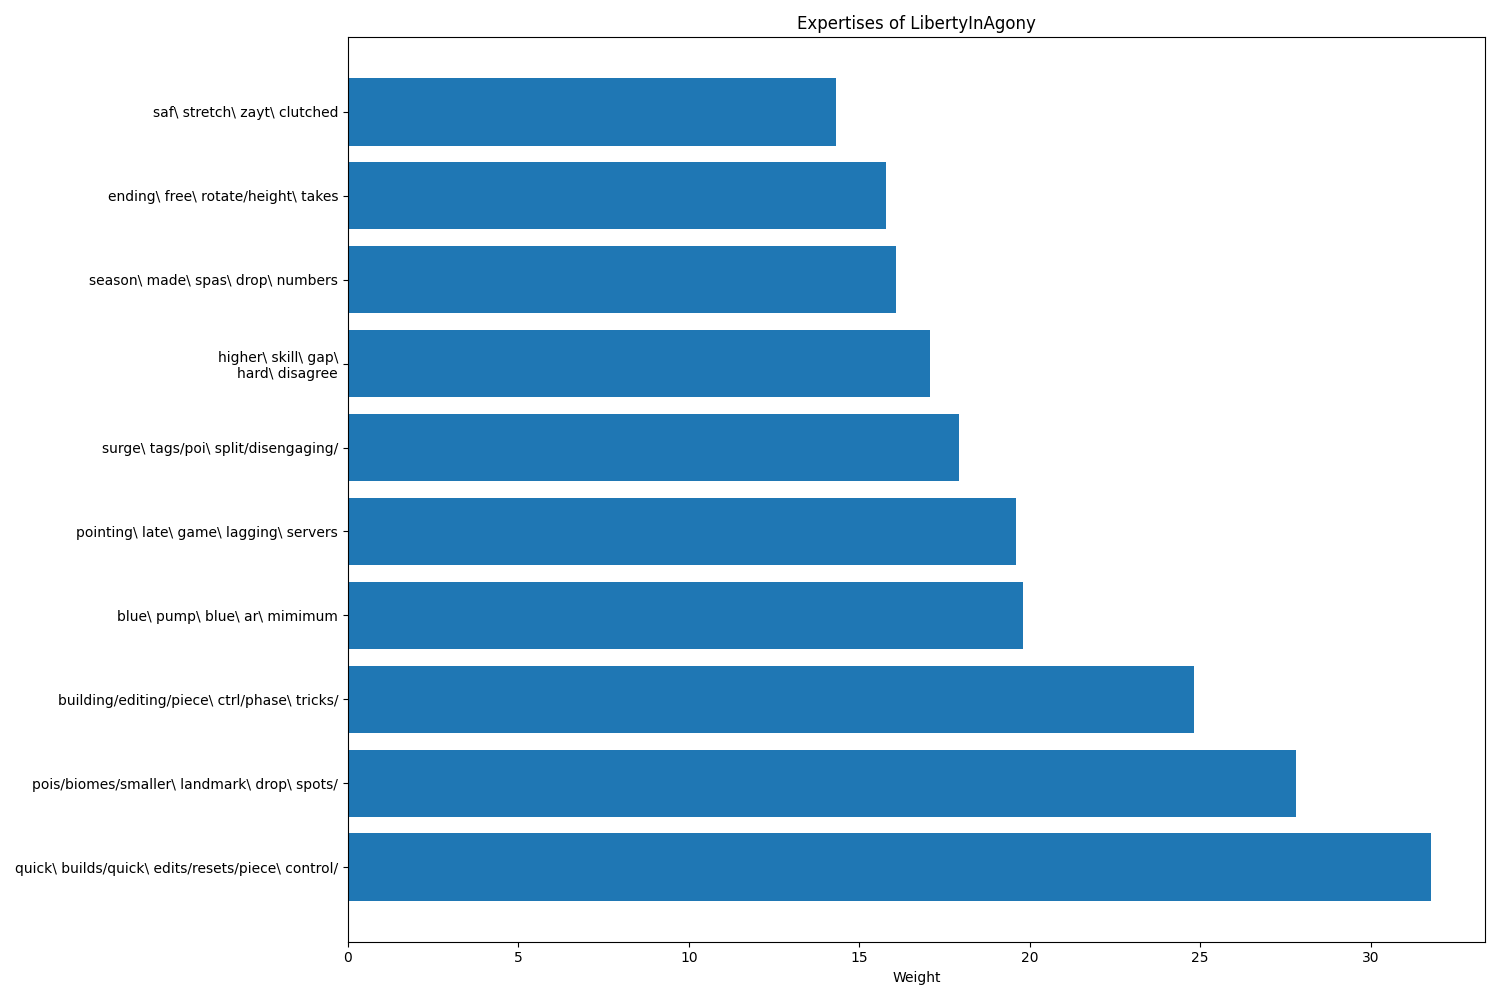 Expertises of LibertyInAgony
saf\ stretch\ zayt\ clutched
ending\ free\ rotate/height\ takes
season\ made\ spas\ drop\ numbers
higher\ skill\ gap\
hard\ disagree
surge\ tags/poi\ split/disengaging/
pointing\ late\ game\ lagging\ servers
blue\ pump\ blue\ ar\ mimimum
building/editing/piece\ ctrl/phase\ tricks/
pois/biomes/smaller\ landmark\ drop\ spots/
quick\ builds/quick\ edits/resets/piece\ control/
0 5 10 15 20 25 30
Weight